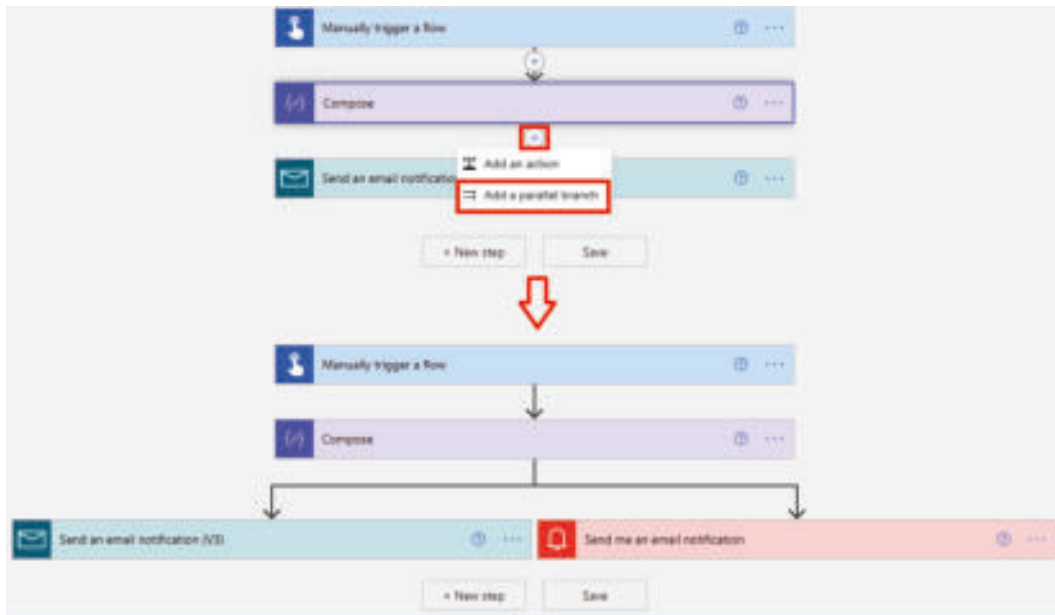 Manually trigger a flow
Compose
Add an action
Send an email notification
Add a parallel branch
+ New step
Save
Manually trigger a flow
Compose
Send an email notification (V3)
Send me an email notification
+ New step
Save